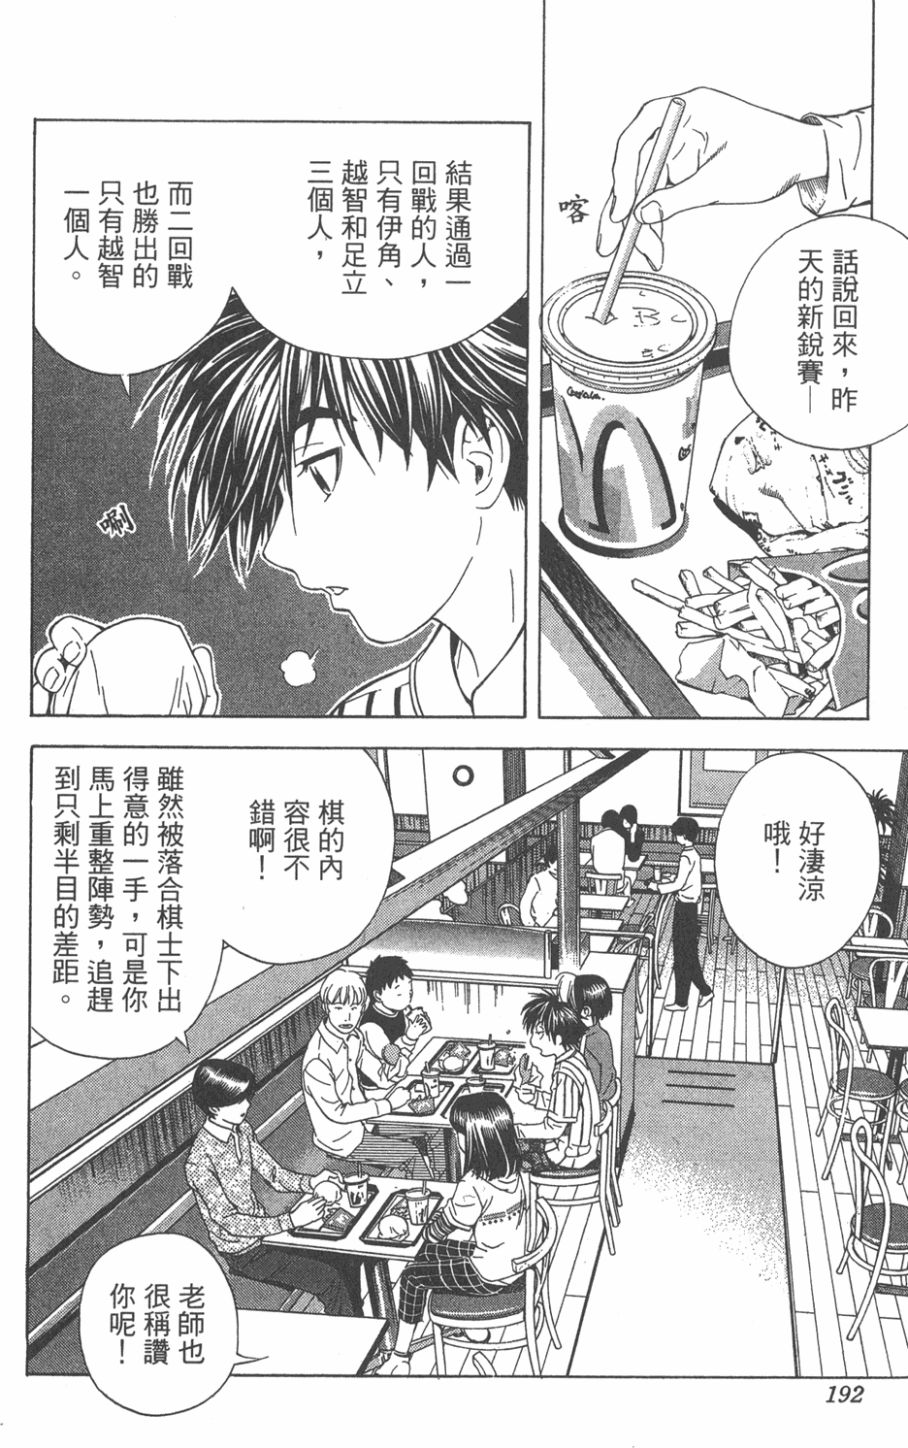 喀
話說回來，昨
天的新銳賽—
結果通過一
回戰的人，
只有伊角、
越智和足立
三個人，
而二回戰
也勝出的
只有越智
一個人。
唰
好淒涼
哦！
棋的內
容很不
錯啊！
雖然被落合棋士下出
得意的一手，可是你
馬上重整陣勢，追趕
到只剩半目的差距。
老師也
很稱讚
你呢！
192